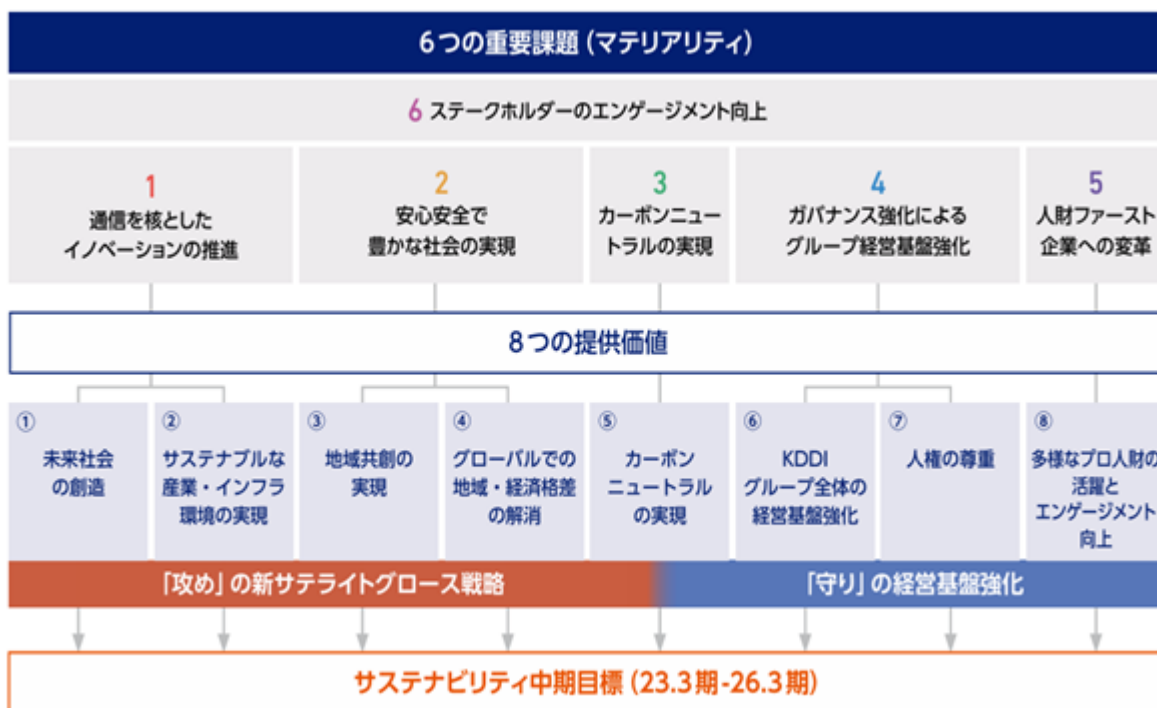 6つの重要課題(マテリアリティ)
6 ステークホルダーのエンゲージメント向上
1
通信を核とした
イノベーションの推進
2
安心安全で
豊かな社会の実現
3
カーボンニュー
トラルの実現
4
ガバナンス強化による
グループ経営基盤強化
5
人財ファースト
企業への変革
8つの提供価値
①
未来社会
の創造
②
サステナブルな
産業・インフラ
環境の実現
③
地域共創の
実現
④
グローバルでの
地域・経済格差
の解消
⑤
カーボン
ニュートラル
の実現
⑥
KDDI
グループ全体の
経営基盤強化
⑦
人権の尊重
⑧
多様なプロ人財の
活躍と
エンゲージメント
向上
「攻め」の新サテライトグロース戦略
「守り」の経営基盤強化
サステナビリティ中期目標(23.3期-26.3期)